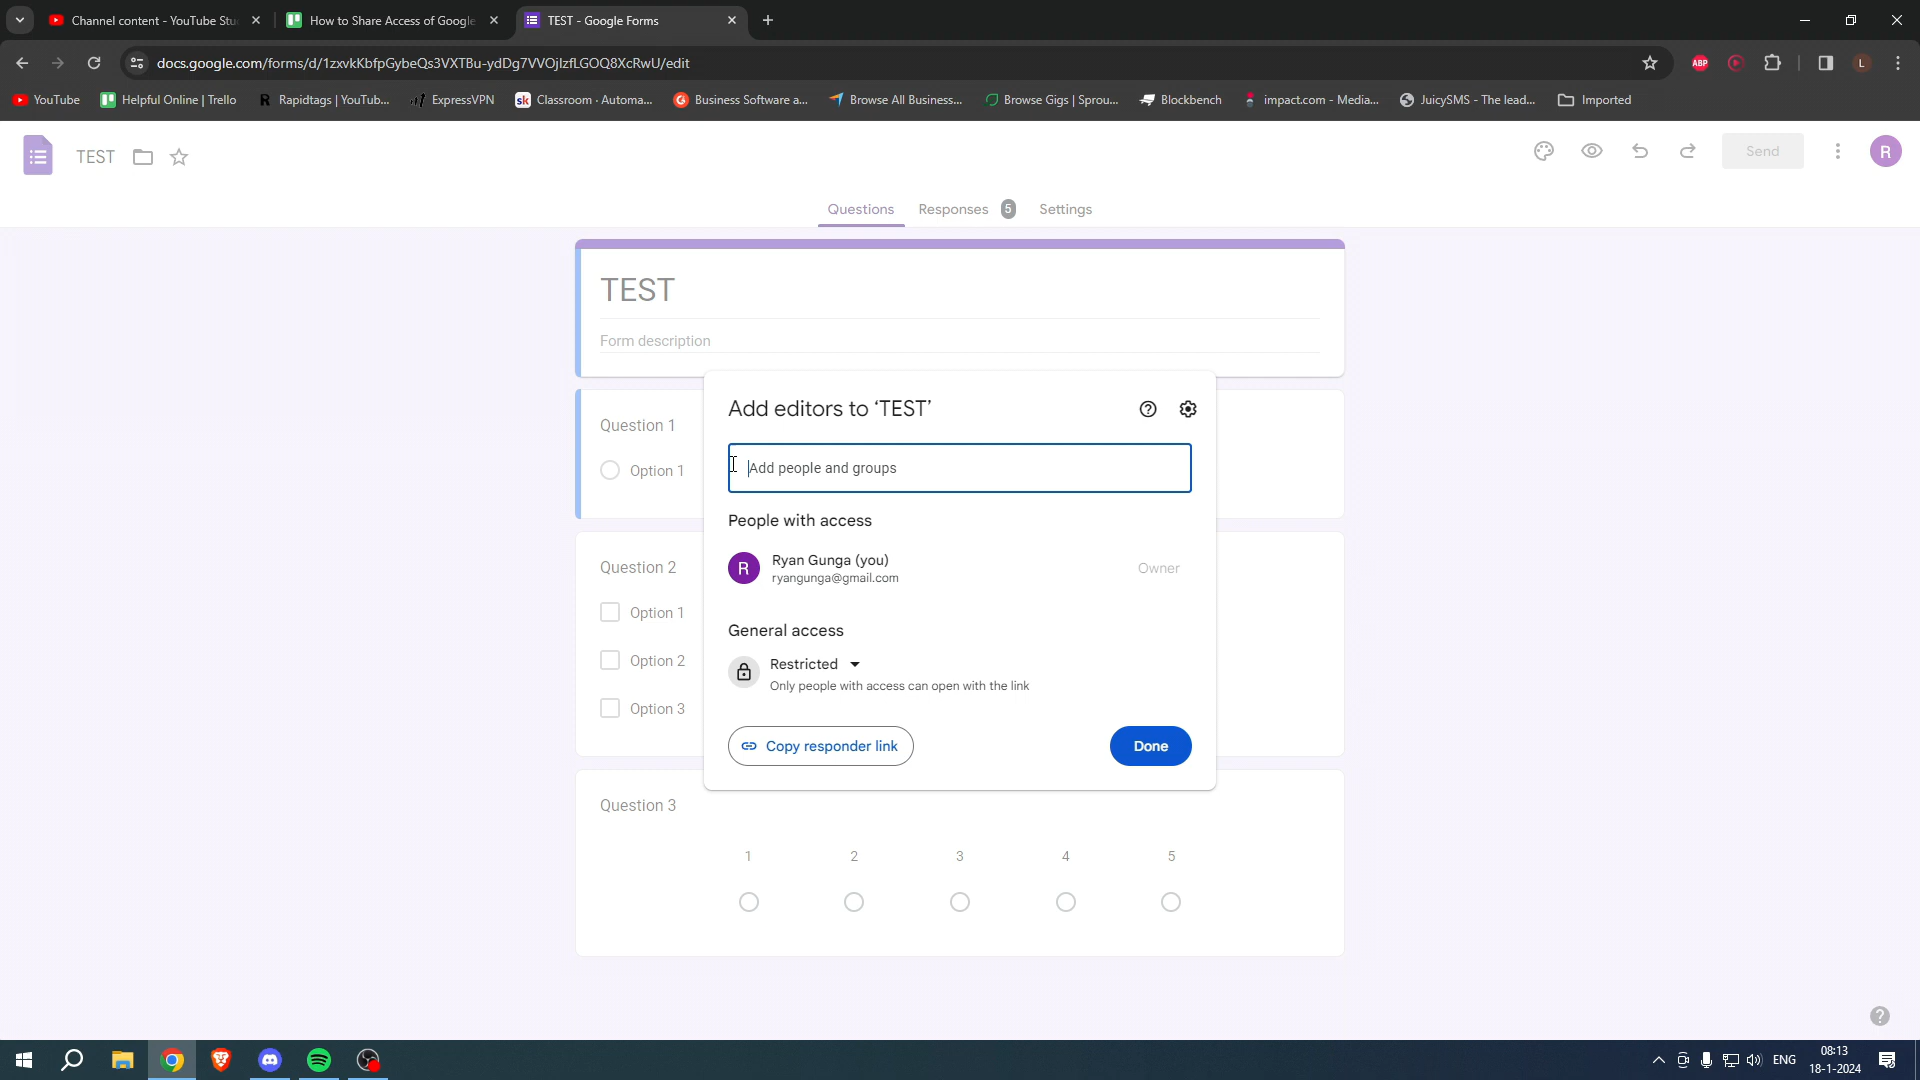 Channel content - YouTube Stu
How to Share Access of Google
TEST - Google Forms
docs.google.com/forms/d/1zxvkKbfpGybeQs3VXTBu-ydDg7VVOjIzfLGOQ8XcRwU/edit
ABP
L
YouTube
Helpful Online | Trello
R Rapidtags | YouTub...
ExpressVPN
sk Classroom - Automa...
Business Software a...
Browse All Business...
Browse Gigs | Sprou...
Blockbench
impact.com - Media...
JuicySMS - The lead...
Imported
TEST
Send
R
Questions
Responses 5
Settings
TEST
Form description
Add editors to ‘TEST’
Question 1
Option 1
Add people and groups
People with access
R
Ryan Gunga (you)
ryangunga@gmail.com
Owner
Question 2
Option 1
Option 2
Option 3
General access
Restricted
Only people with access can open with the link
Copy responder link
Done
Question 3
1 2 3 4 5
ENG
08:13
18-1-2024